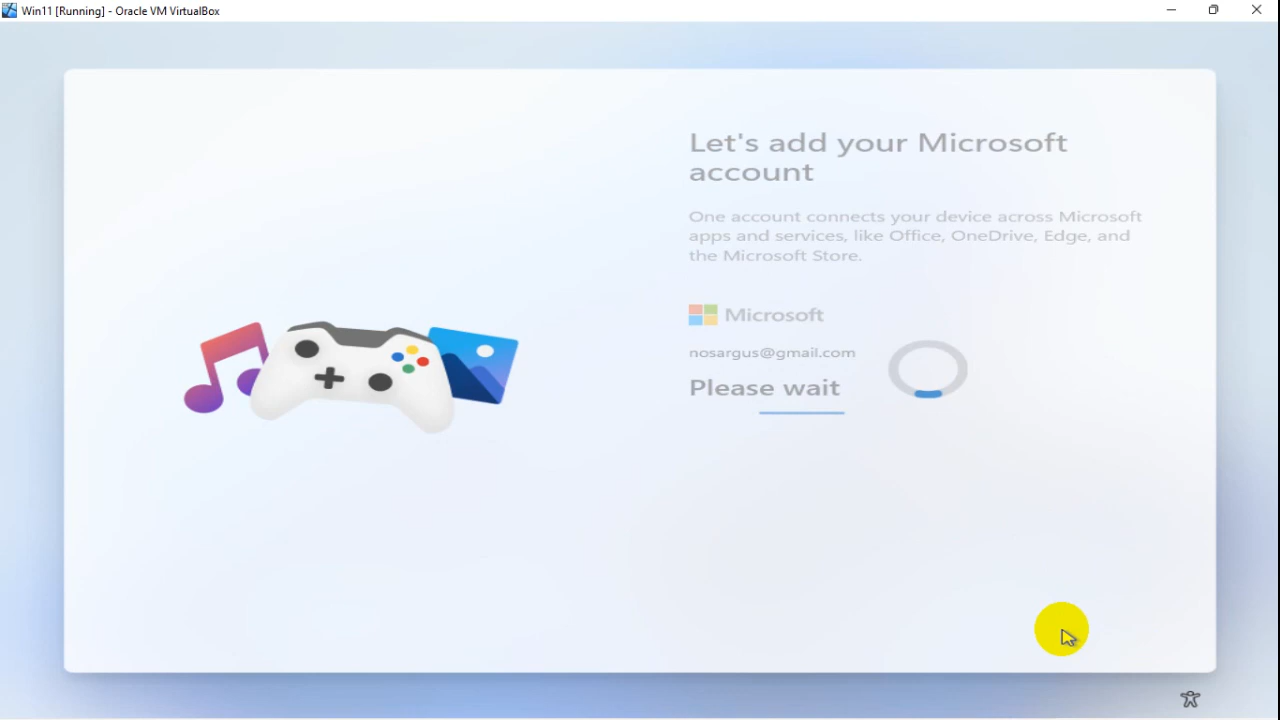 Win11 [Running] - Oracle VM VirtualBox
Let's add your Microsoft
account
One account connects your device across Microsoft
apps and services, like Office, OneDrive, Edge, and
the Microsoft Store.
Microsoft
nosargus@gmail.com
Please wait